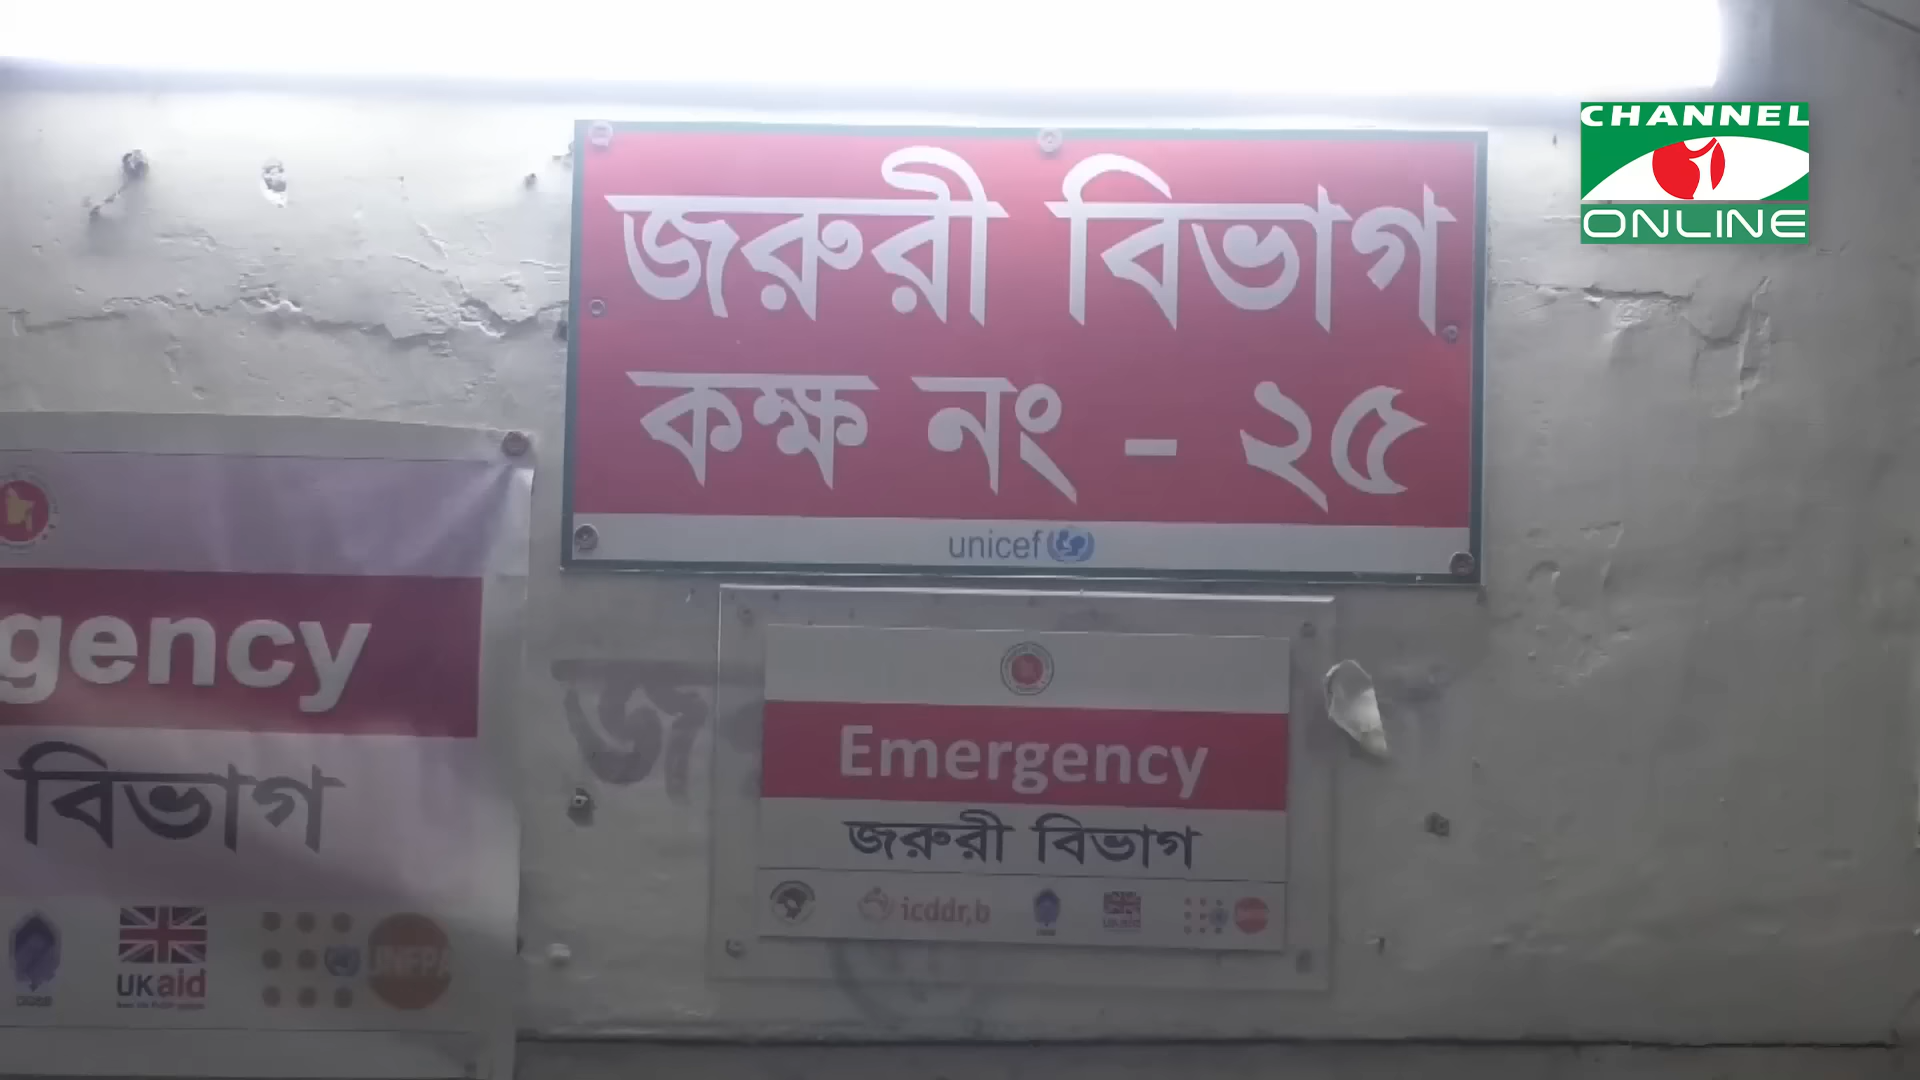 CHANNEL
ONLINE
জরুরী বিভাগ
কক্ষ নং - ২৫
unicef
gency
বিভাগ
UKaid
UNFPA
Emergency
জরুরী বিভাগ
icddr,b
জ